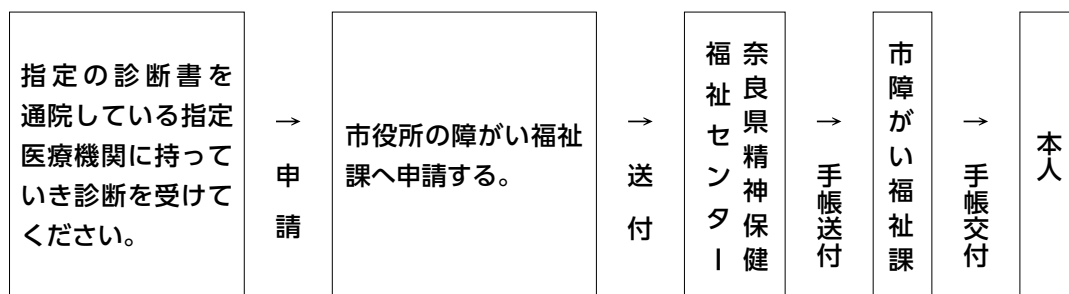 指定の診断書を
通院している指定
医療機関に持って
いき診断を受けて
ください。
→
申請
市役所の障がい福祉
課へ申請する。
→
送付
奈良県精神保健
福祉センター
→
手帳送付
市障がい福祉課
→
手帳交付
本人